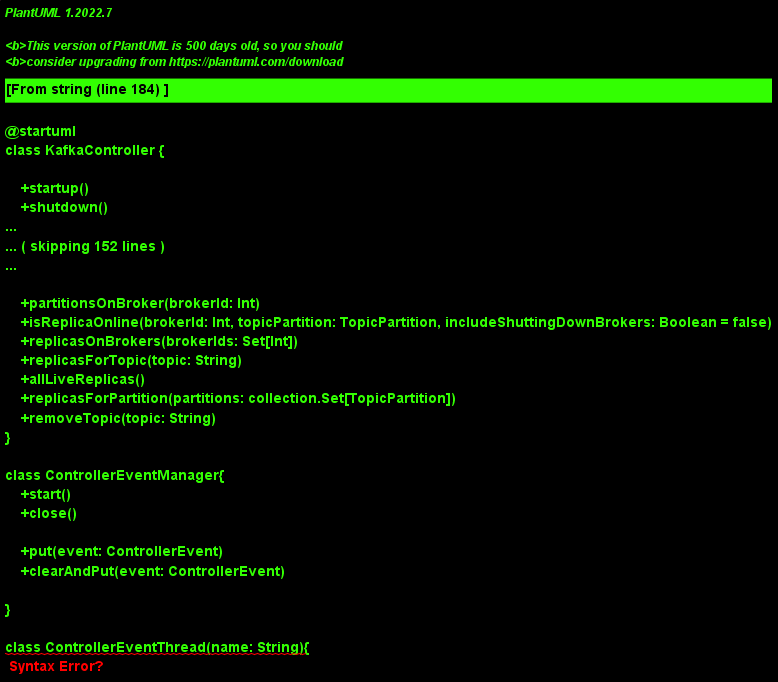 PlantUML 1.2022.7
<b>This version of PlantUML is 500 days old, so you should
<b>consider upgrading from https://plantuml.com/download
[From string (line 184) ]
@startuml
class KafkaController {
+startup()
+shutdown()
...
... ( skipping 152 lines )
...
+partitionsOnBroker(brokerId: Int)
+isReplicaOnline(brokerId: Int, topicPartition: TopicPartition, includeShuttingDownBrokers: Boolean = false)
+replicasOnBrokers(brokerIds: Set[Int])
+replicasForTopic(topic: String)
+allLiveReplicas()
+replicasForPartition(partitions: collection.Set[TopicPartition])
+removeTopic(topic: String)
}
class ControllerEventManager{
+start()
+close()
+put(event: ControllerEvent)
+clearAndPut(event: ControllerEvent)
}
class ControllerEventThread(name: String){
Syntax Error?